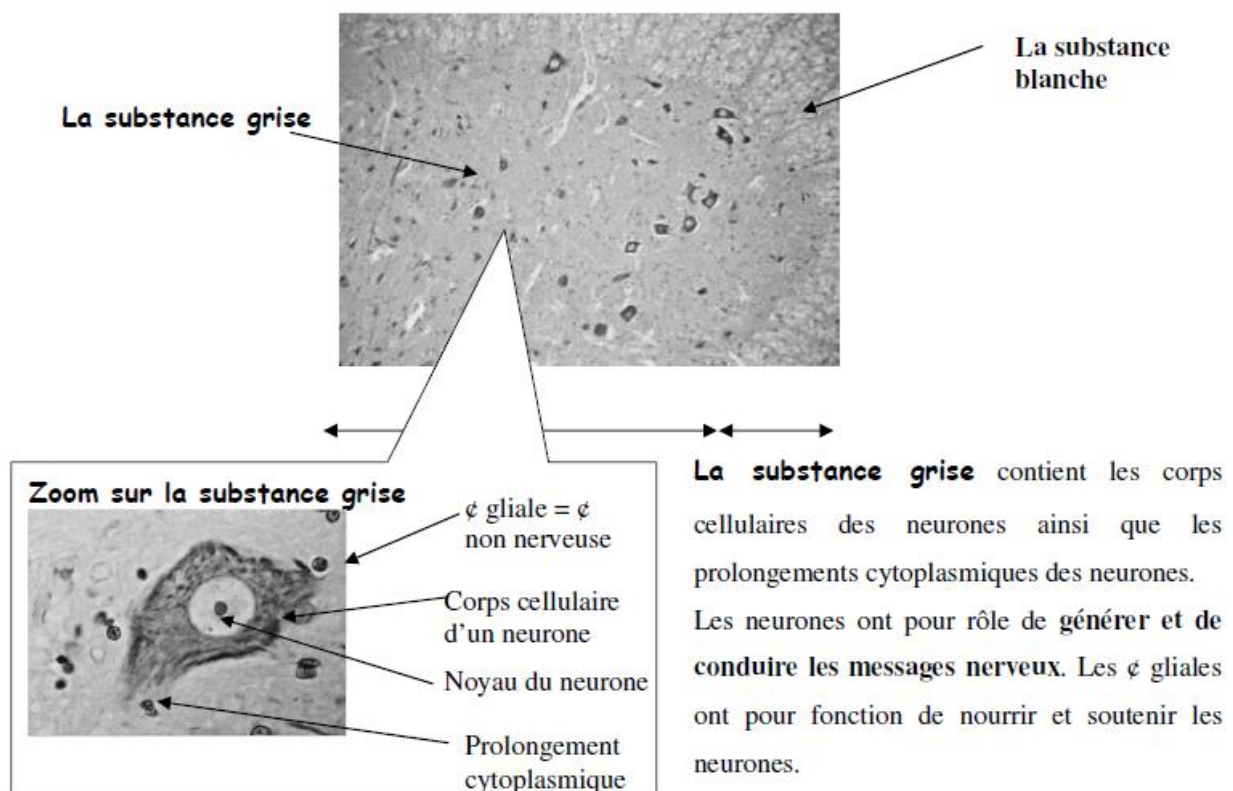 La substance
blanche
La substance grise
Zoom sur la substance grise
¢ gliale = ¢
non nerveuse
Corps cellulaire
d'un neurone
Noyau du neurone
Prolongement
cytoplasmique
La substance grise contient les corps
cellulaires des neurones ainsi que les
prolongements cytoplasmiques des neurones.
Les neurones ont pour rôle de générer et de
conduire les messages nerveux. Les ¢ gliales
ont pour fonction de nourrir et soutenir les
neurones.